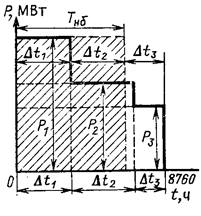 P, МВт
Tнб
Δt1 Δt2 Δt3
P1 P2 P3
0 Δt1 Δt2 Δt3 8760
t, ч